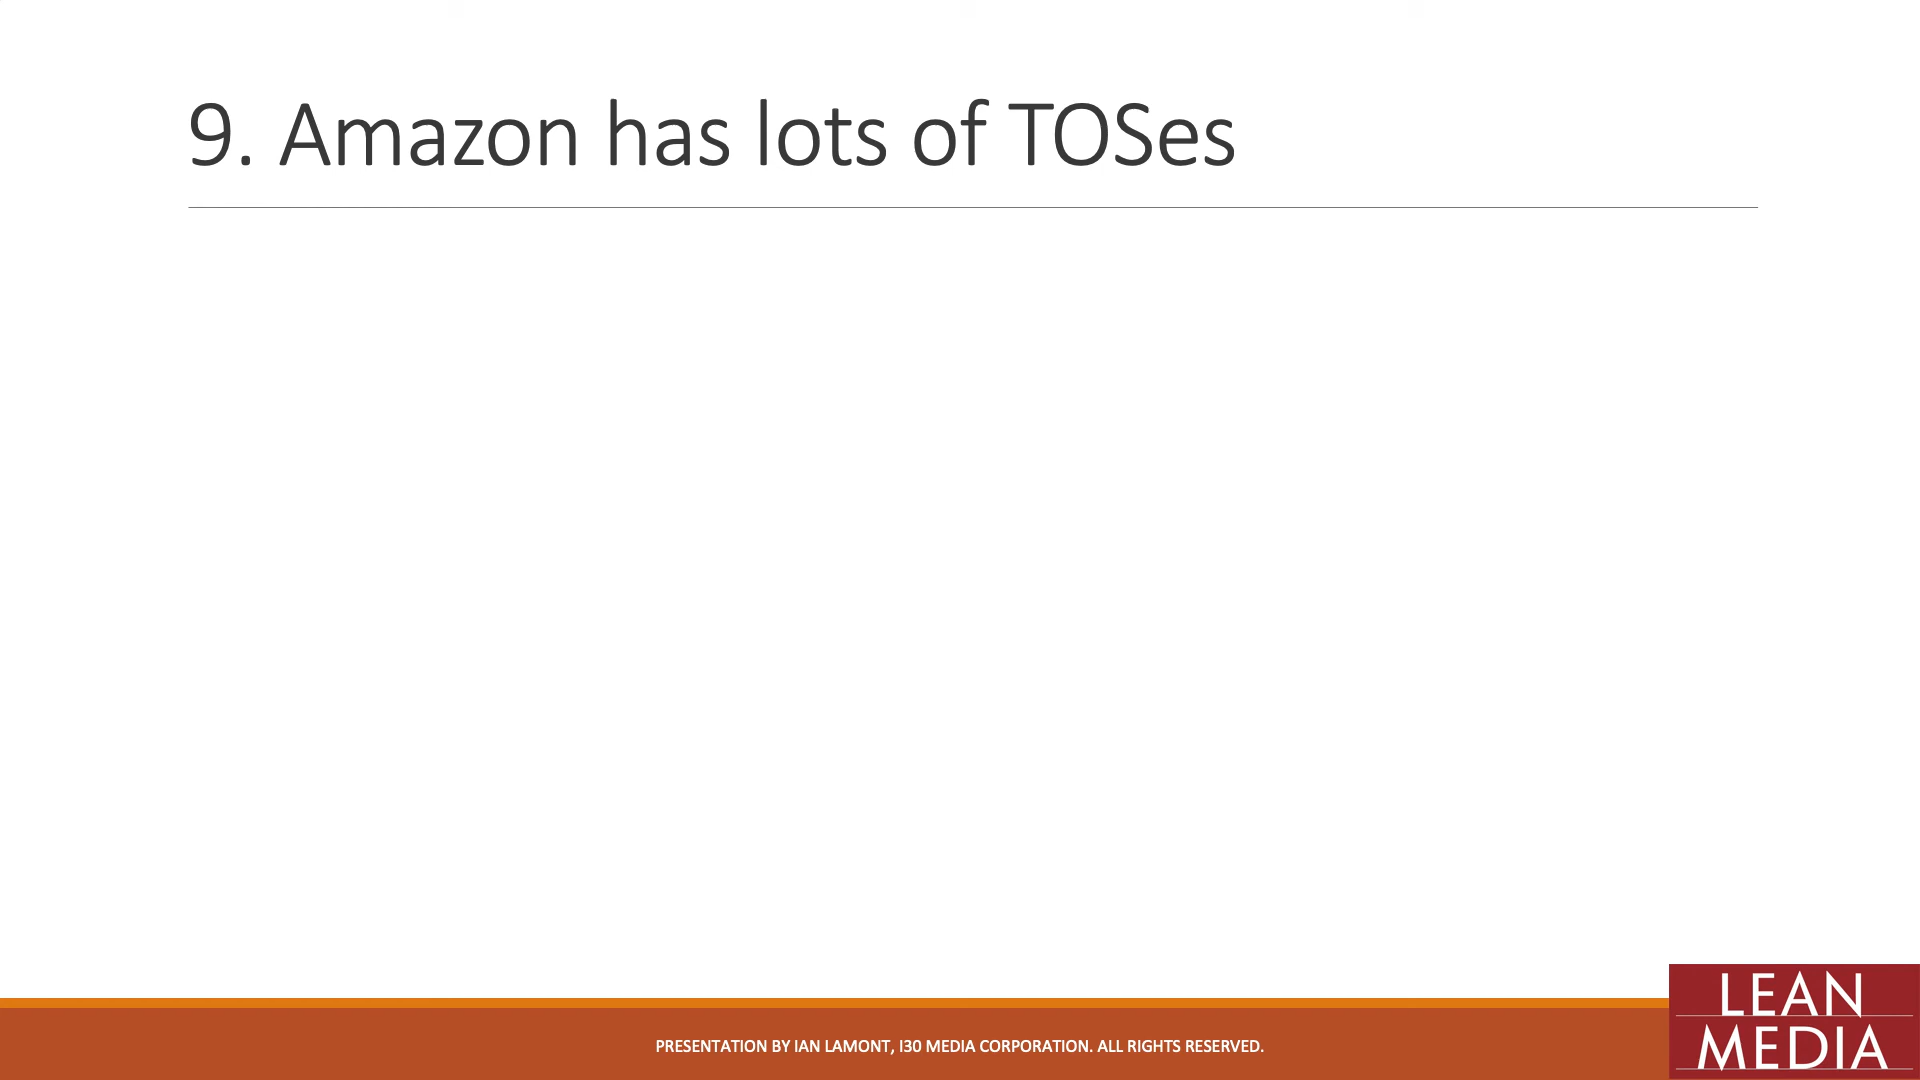 9. Amazon has lots of TOSes
PRESENTATION BY IAN LAMONT, I30 MEDIA CORPORATION. ALL RIGHTS RESERVED.
LEAN
MEDIA